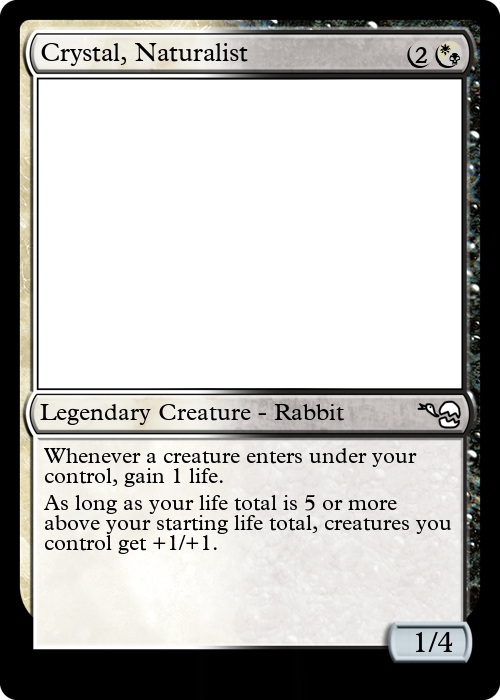 Crystal, Naturalist 2
Legendary Creature - Rabbit
Whenever a creature enters under your
control, gain 1 life.
As long as your life total is 5 or more
above your starting life total, creatures you
control get +1/+1.
1/4